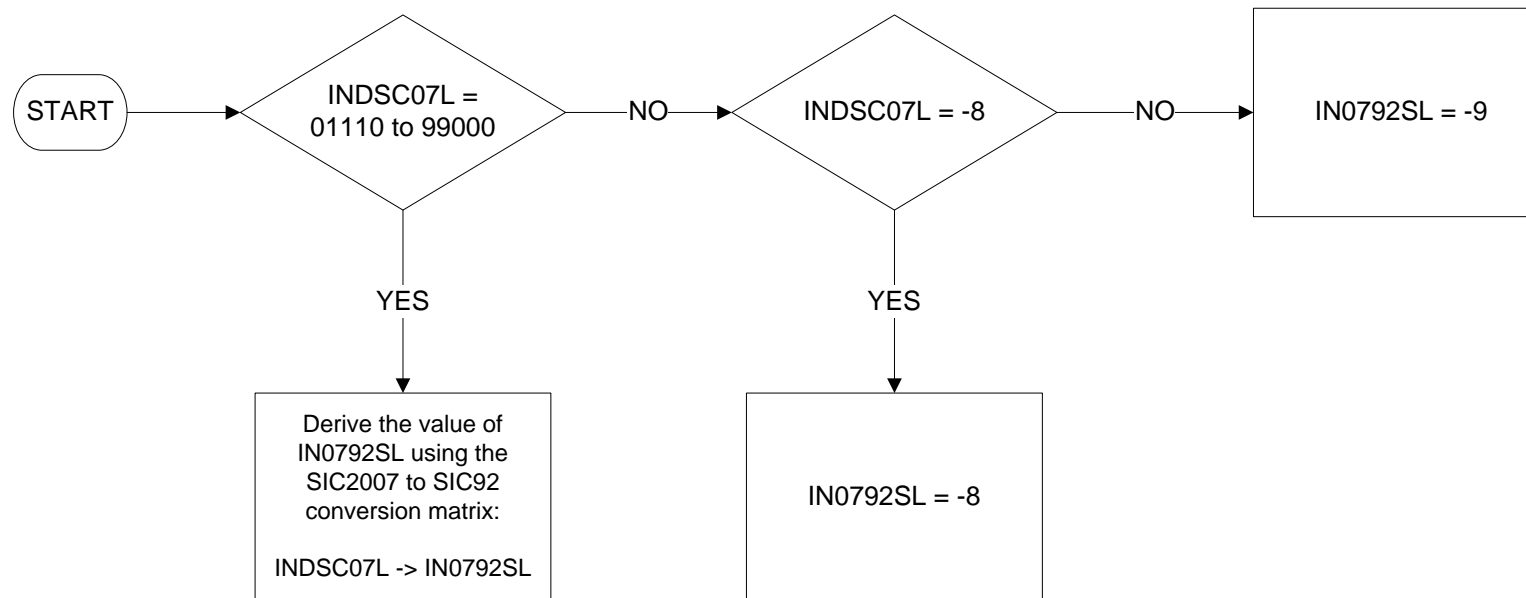 START
INDSC07L =
01110 to 99000
NO
INDSC07L = -8
NO
IN0792SL = -9
YES
YES
Derive the value of
IN0792SL using the
SIC2007 to SIC92
conversion matrix:
INDSC07L -> IN0792SL
IN0792SL = -8